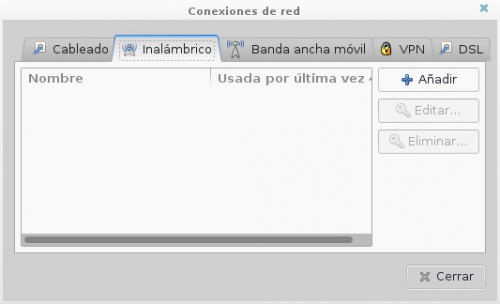 Conexiones de red
Cableado Inalámbrico Banda ancha móvil VPN DSL
Nombre Usada por última vez
Añadir
Editar...
Eliminar...
Cerrar